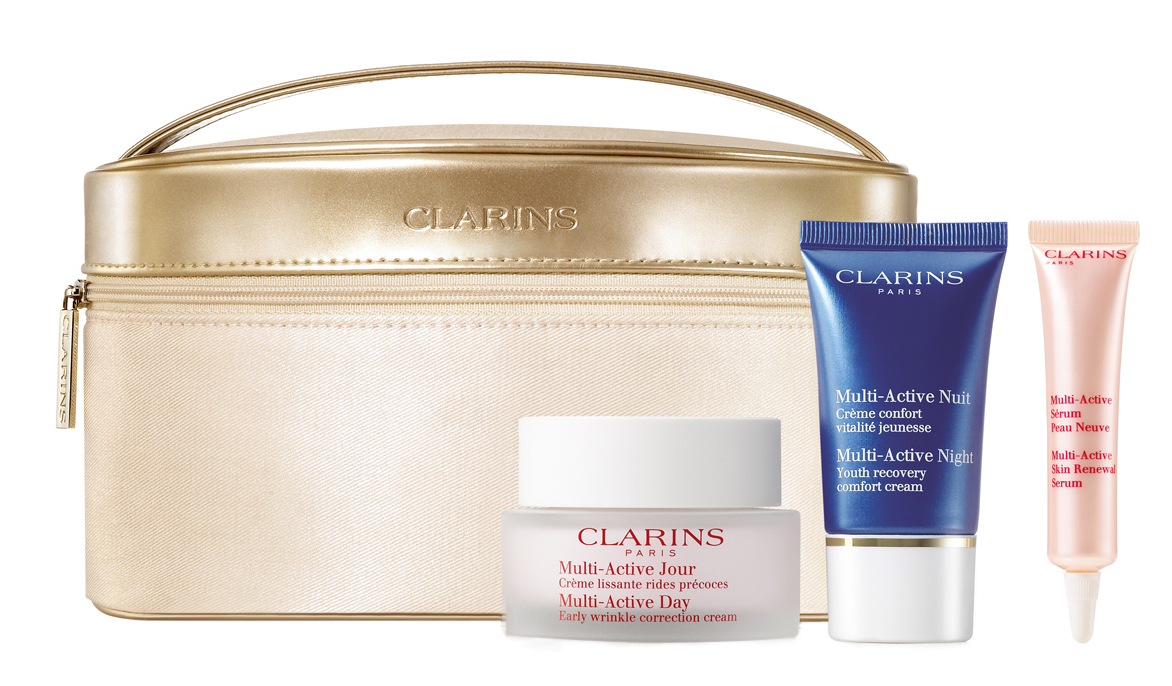 CLARINS
CLARINS
CLARINS
PARIS
Multi-Active Jour
Crème lissante rides précoces
Multi-Active Day
Early wrinkle correction cream
CLARINS
PARIS
Multi-Active Nuit
Crème confort
vitalité jeunesse
Multi-Active Night
Youth recovery
comfort cream
CLARINS
PARIS
Multi-Active
Sérum
Peau Neuve
Multi-Active
Skin Renewal
Serum